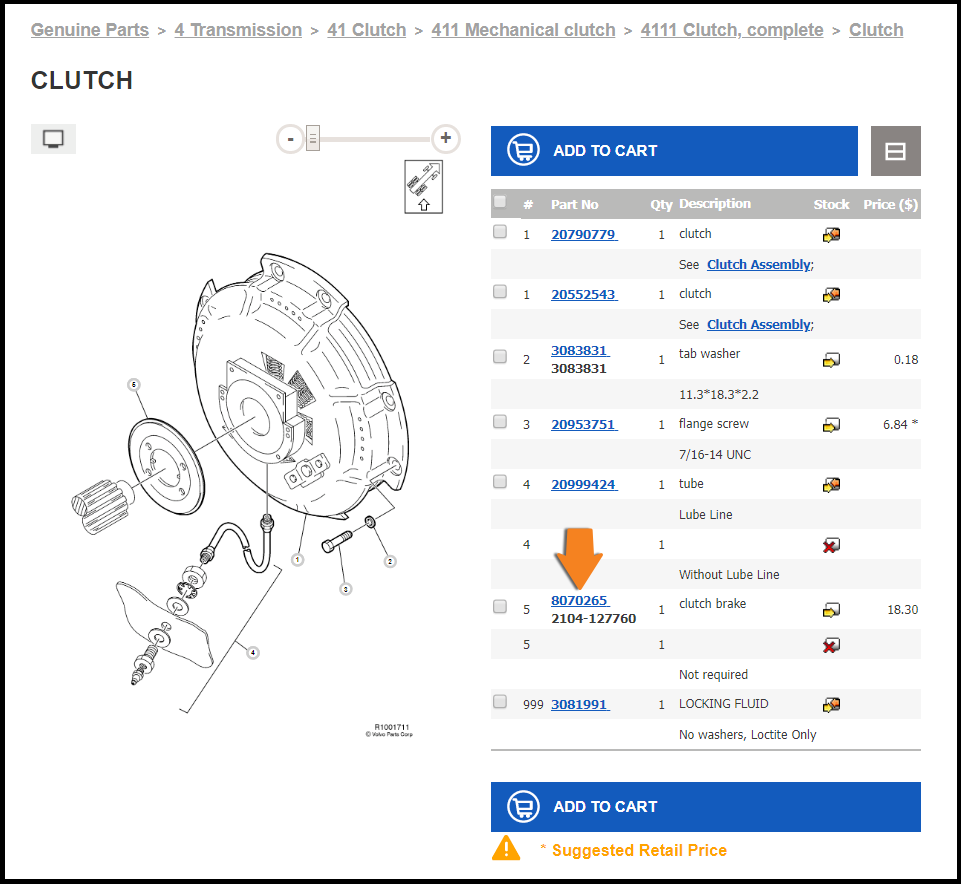 Genuine Parts > 4 Transmission > 41 Clutch > 411 Mechanical clutch > 4111 Clutch, complete > Clutch
CLUTCH
- +
5
1
2
3
4
R1001711
© Volvo Parts Corp
ADD TO CART
# Part No Qty Description Stock Price ($)
1 20790779 1 clutch
See Clutch Assembly;
1 20552543 1 clutch
See Clutch Assembly;
2 3083831 1 tab washer 0.18
3083831
11.3*18.3*2.2
3 20953751 1 flange screw 6.84 *
7/16-14 UNC
4 20999424 1 tube
Lube Line
4 1
Without Lube Line
5 8070265 1 clutch brake 18.30
2104-127760
5 1
Not required
999 3081991 1 LOCKING FLUID
No washers, Loctite Only
ADD TO CART
* Suggested Retail Price